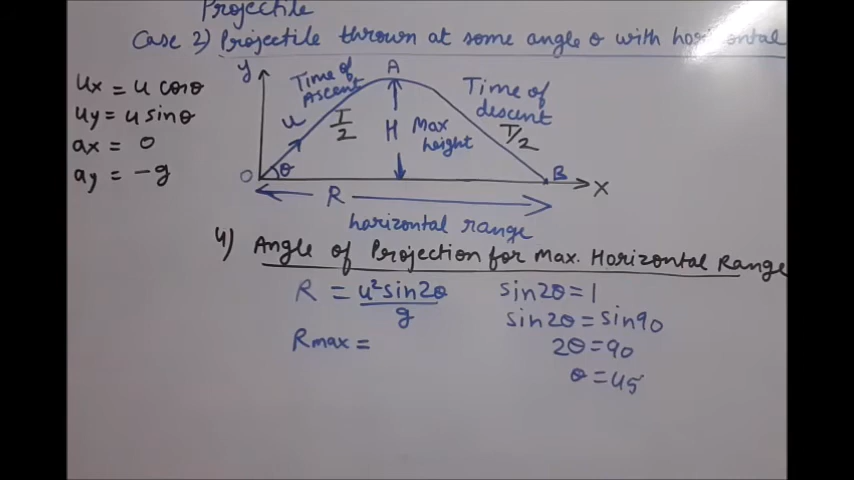 Projectile
Case 2) Projectile thrown at some angle θ with horizontal
ux = u cosθ
uy = u sinθ
ax = 0
ay = -g
y
Time of
Ascent
A
Time of
descent
u
T/2
H
Max
height
T/2
O
θ
B
X
R
horizontal range
4) Angle of Projection for Max. Horizontal Range
R = u²sin2θ/g
Rmax =
sin2θ = 1
sin2θ = sin90
2θ = 90
θ = 45